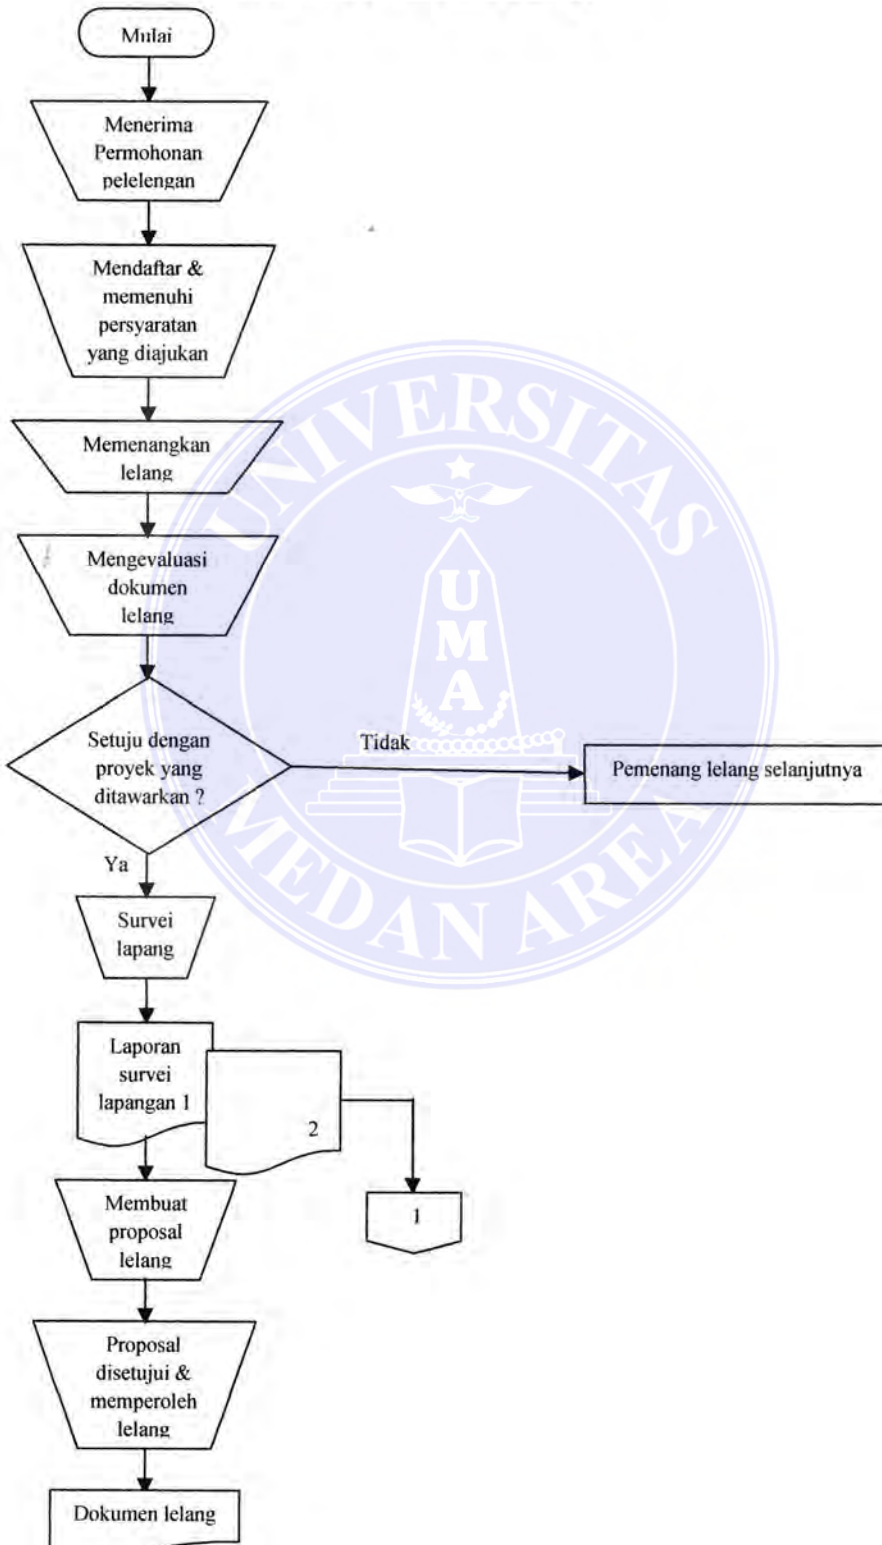 Mulai
Menerima
Permohonan
pelelengan
Mendaftar &
memenuhi
persyaratan
yang diajukan
Memenangkan
lelang
Mengevaluasi
dokumen
lelang
Setuju dengan
proyek yang
ditawarkan ?
Tidak
Pemenang lelang selanjutnya
Ya
Survei
lapang
Laporan
survei
lapangan 1
2
1
Membuat
proposal
lelang
Proposal
disetujui &
memperoleh
lelang
Dokumen lelang
UNIVERSITAS
UMA
MEDAN AREA